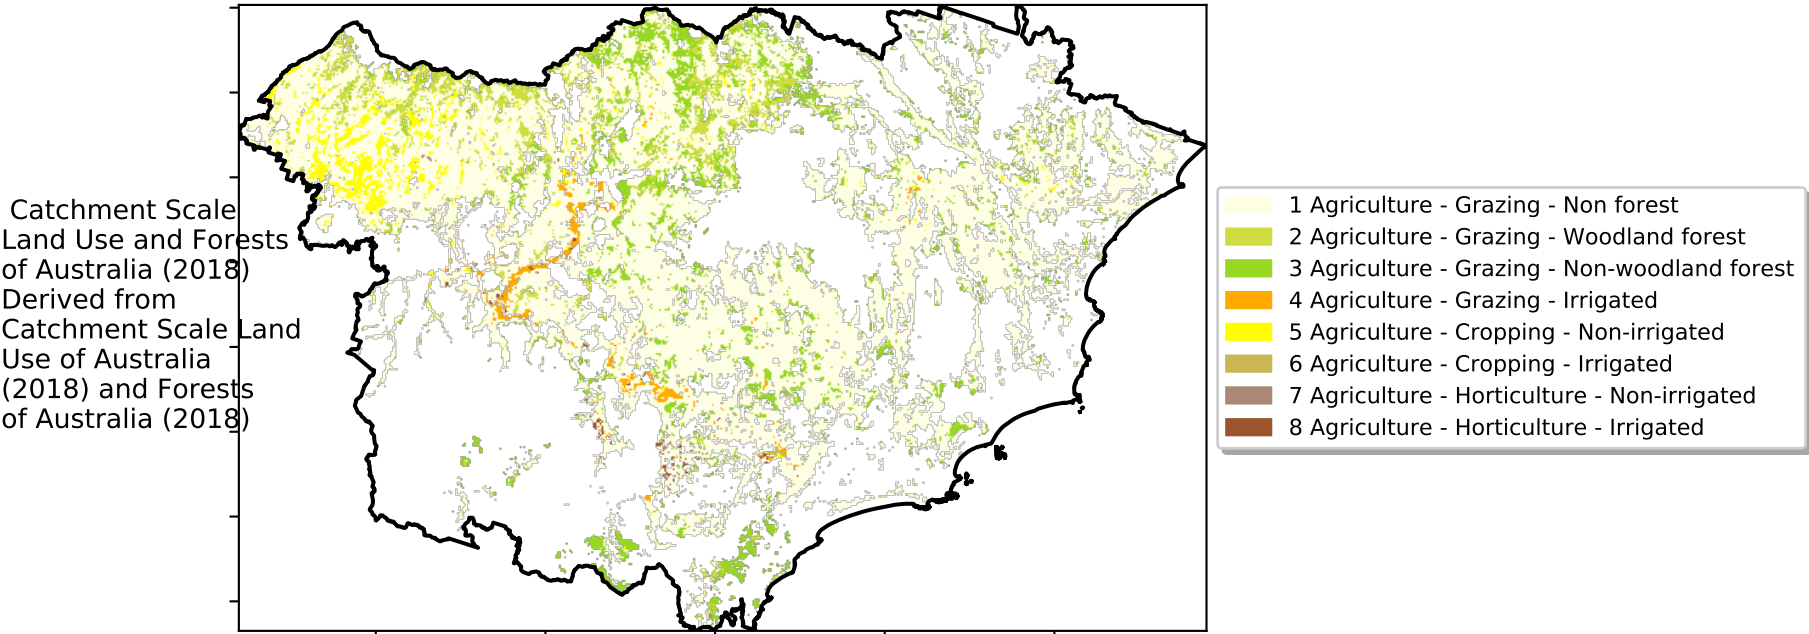 Catchment Scale
Land Use and Forests
of Australia (2018)
Derived from
Catchment Scale Land
Use of Australia
(2018) and Forests
of Australia (2018)
1 Agriculture - Grazing - Non forest
2 Agriculture - Grazing - Woodland forest
3 Agriculture - Grazing - Non-woodland forest
4 Agriculture - Grazing - Irrigated
5 Agriculture - Cropping - Non-irrigated
6 Agriculture - Cropping - Irrigated
7 Agriculture - Horticulture - Non-irrigated
8 Agriculture - Horticulture - Irrigated